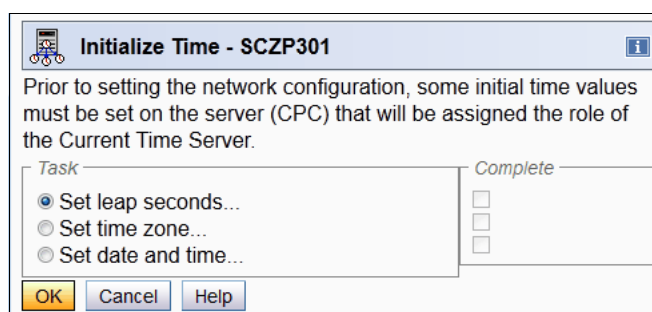 Initialize Time - SCZP301
i
Prior to setting the network configuration, some initial time values
must be set on the server (CPC) that will be assigned the role of
the Current Time Server.
Task
Complete
Set leap seconds...
Set time zone...
Set date and time...
OK Cancel Help